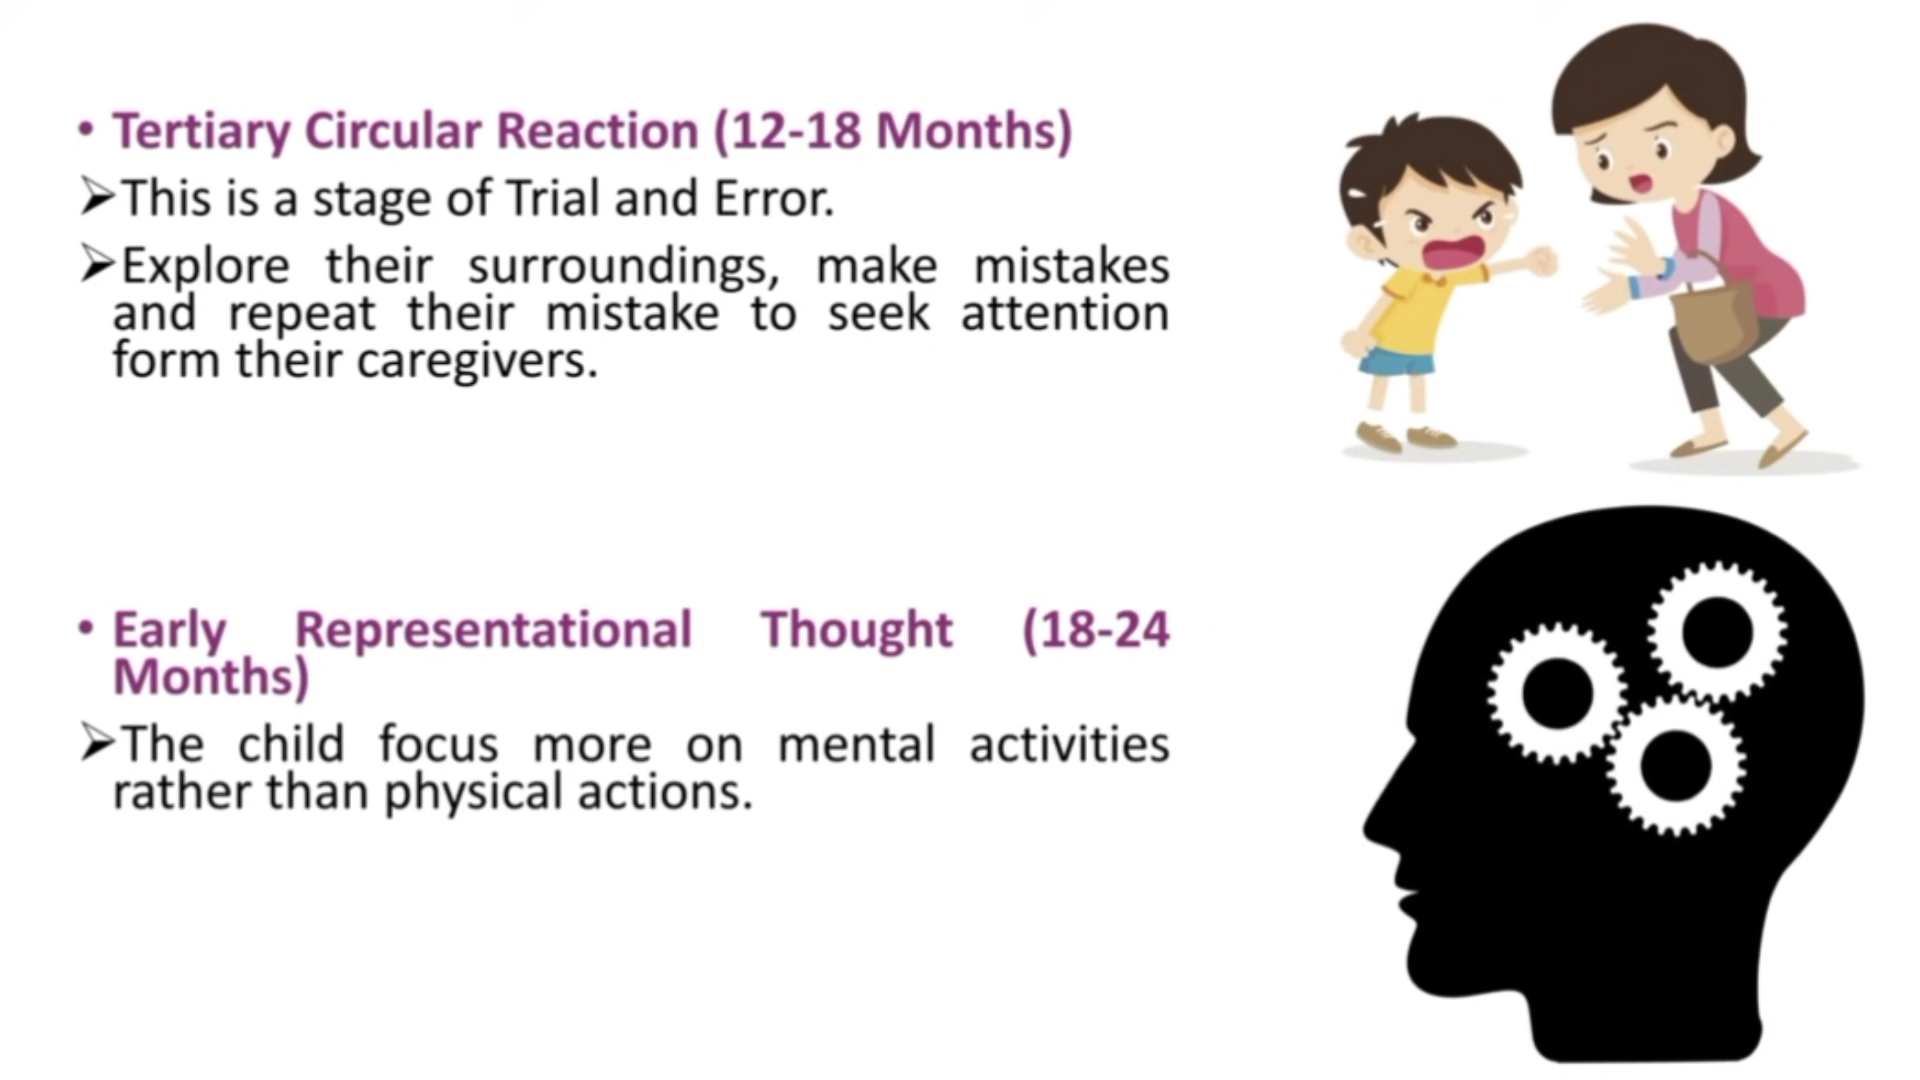 • Tertiary Circular Reaction (12-18 Months)
➢This is a stage of Trial and Error.
➢Explore their surroundings, make mistakes
and repeat their mistake to seek attention
form their caregivers.
• Early Representational Thought (18-24
Months)
➢The child focus more on mental activities
rather than physical actions.